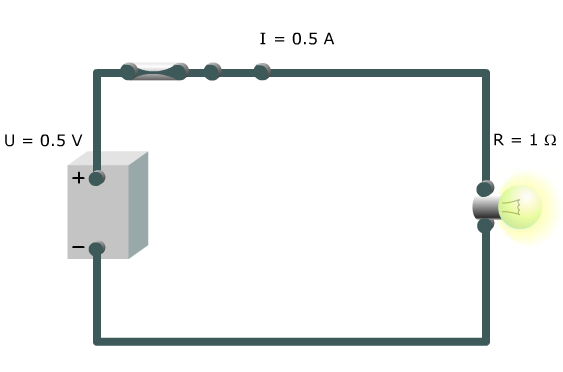 I = 0.5 A
U = 0.5 V
R = 1 Ω
+
−